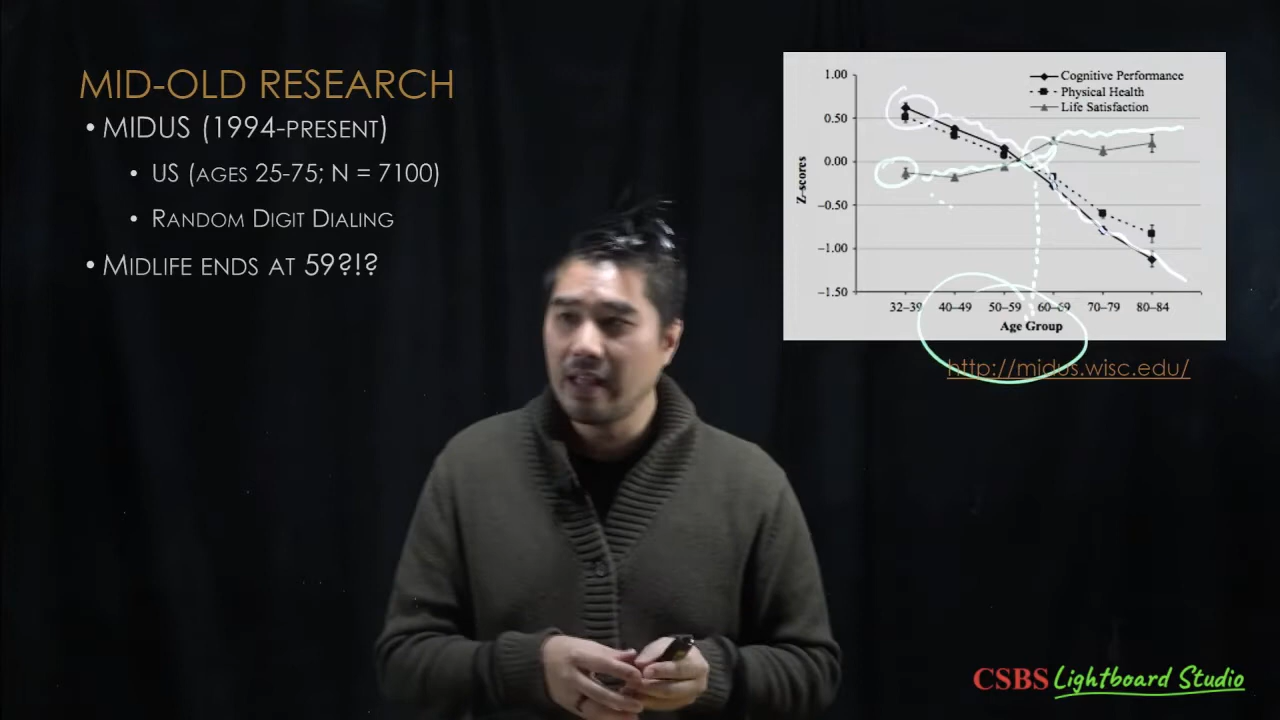 MID-OLD RESEARCH
• MIDUS (1994-PRESENT)
• US (AGES 25-75; N = 7100)
• RANDOM DIGIT DIALING
• MIDLIFE ENDS AT 59?!?
1.00
0.50
0.00
−0.50
−1.00
−1.50
Z-scores
Cognitive Performance
Physical Health
Life Satisfaction
32–39 40–49 50–59 60–69 70–79 80–84
Age Group
http://midus.wisc.edu/
CSBS Lightboard Studio